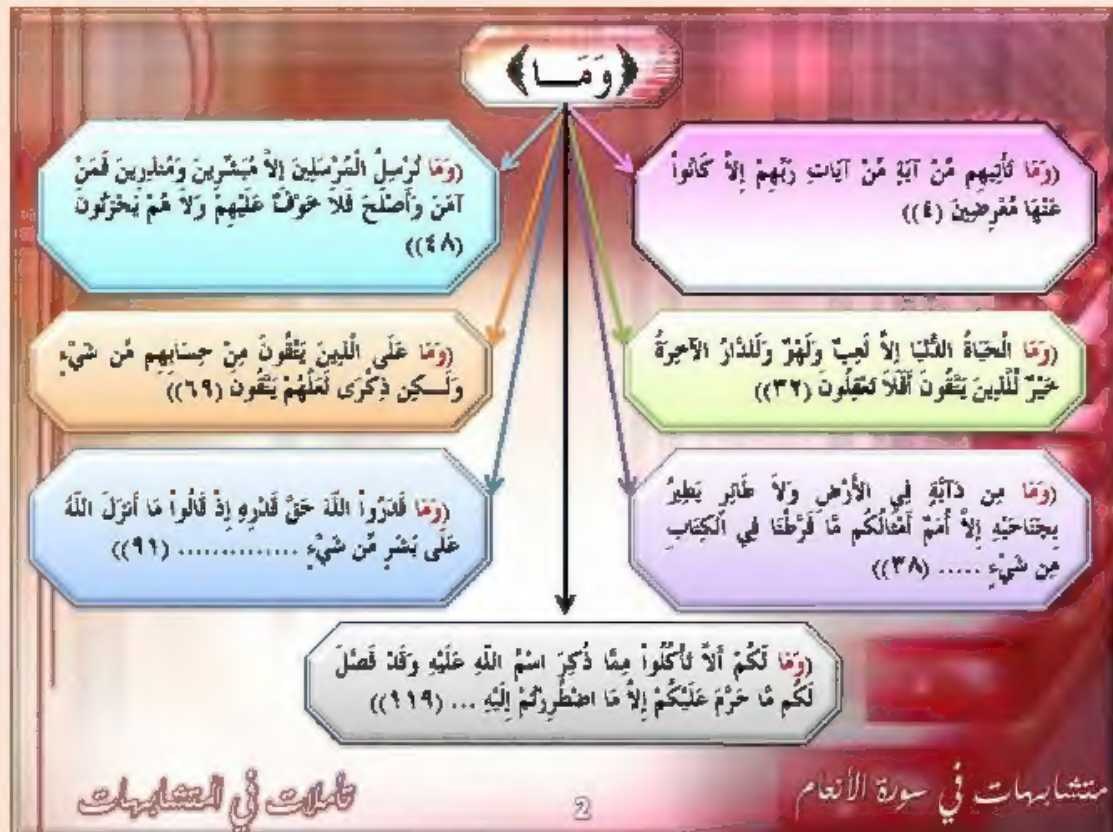 ﴿وَمَــا﴾
((وَمَا تَأْتِيهِم مِّنْ آيَةٍ مِّنْ آيَاتِ رَبِّهِمْ إِلاَّ كَانُواْ
عَنْهَا مُعْرِضِينَ (٤))
((وَمَا نُرْسِلُ الْمُرْسَلِينَ إِلاَّ مُبَشِّرِينَ وَمُنذِرِينَ فَمَنْ
آمَنَ وَأَصْلَحَ فَلاَ خَوْفٌ عَلَيْهِمْ وَلاَ هُمْ يَحْزَنُونَ
(٤٨))
((وَمَا الْحَيَاةُ الدُّنْيَا إِلاَّ لَعِبٌ وَلَهْوٌ وَلَلدَّارُ الآخِرَةُ
خَيْرٌ لِّلَّذِينَ يَتَّقُونَ أَفَلاَ تَعْقِلُونَ (٣٢))
((وَمَا عَلَى الَّذِينَ يَتَّقُونَ مِنْ حِسَابِهِم مِّن شَيْءٍ
وَلَـكِن ذِكْرَى لَعَلَّهُمْ يَتَّقُونَ (٦٩))
((وَمَا مِن دَآبَّةٍ فِي الأَرْضِ وَلاَ طَائِرٍ يَطِيرُ
بِجَنَاحَيْهِ إِلاَّ أُمَمٌ أَمْثَالُكُم مَّا فَرَّطْنَا فِي الكِتَابِ
مِن شَيْءٍ ..... (٣٨))
((وَمَا قَدَرُواْ اللّهَ حَقَّ قَدْرِهِ إِذْ قَالُواْ مَا أَنزَلَ اللّهُ
عَلَى بَشَرٍ مِّن شَيْءٍ .............. (٩١))
((وَمَا لَكُمْ أَلاَّ تَأْكُلُواْ مِمَّا ذُكِرَ اسْمُ اللّهِ عَلَيْهِ وَقَدْ فَصَّلَ
لَكُم مَّا حَرَّمَ عَلَيْكُمْ إِلاَّ مَا اضْطُرِرْتُمْ إِلَيْهِ ... (١١٩))
متشابهات في سورة الأنعام
2
تأملات في المتشابهات